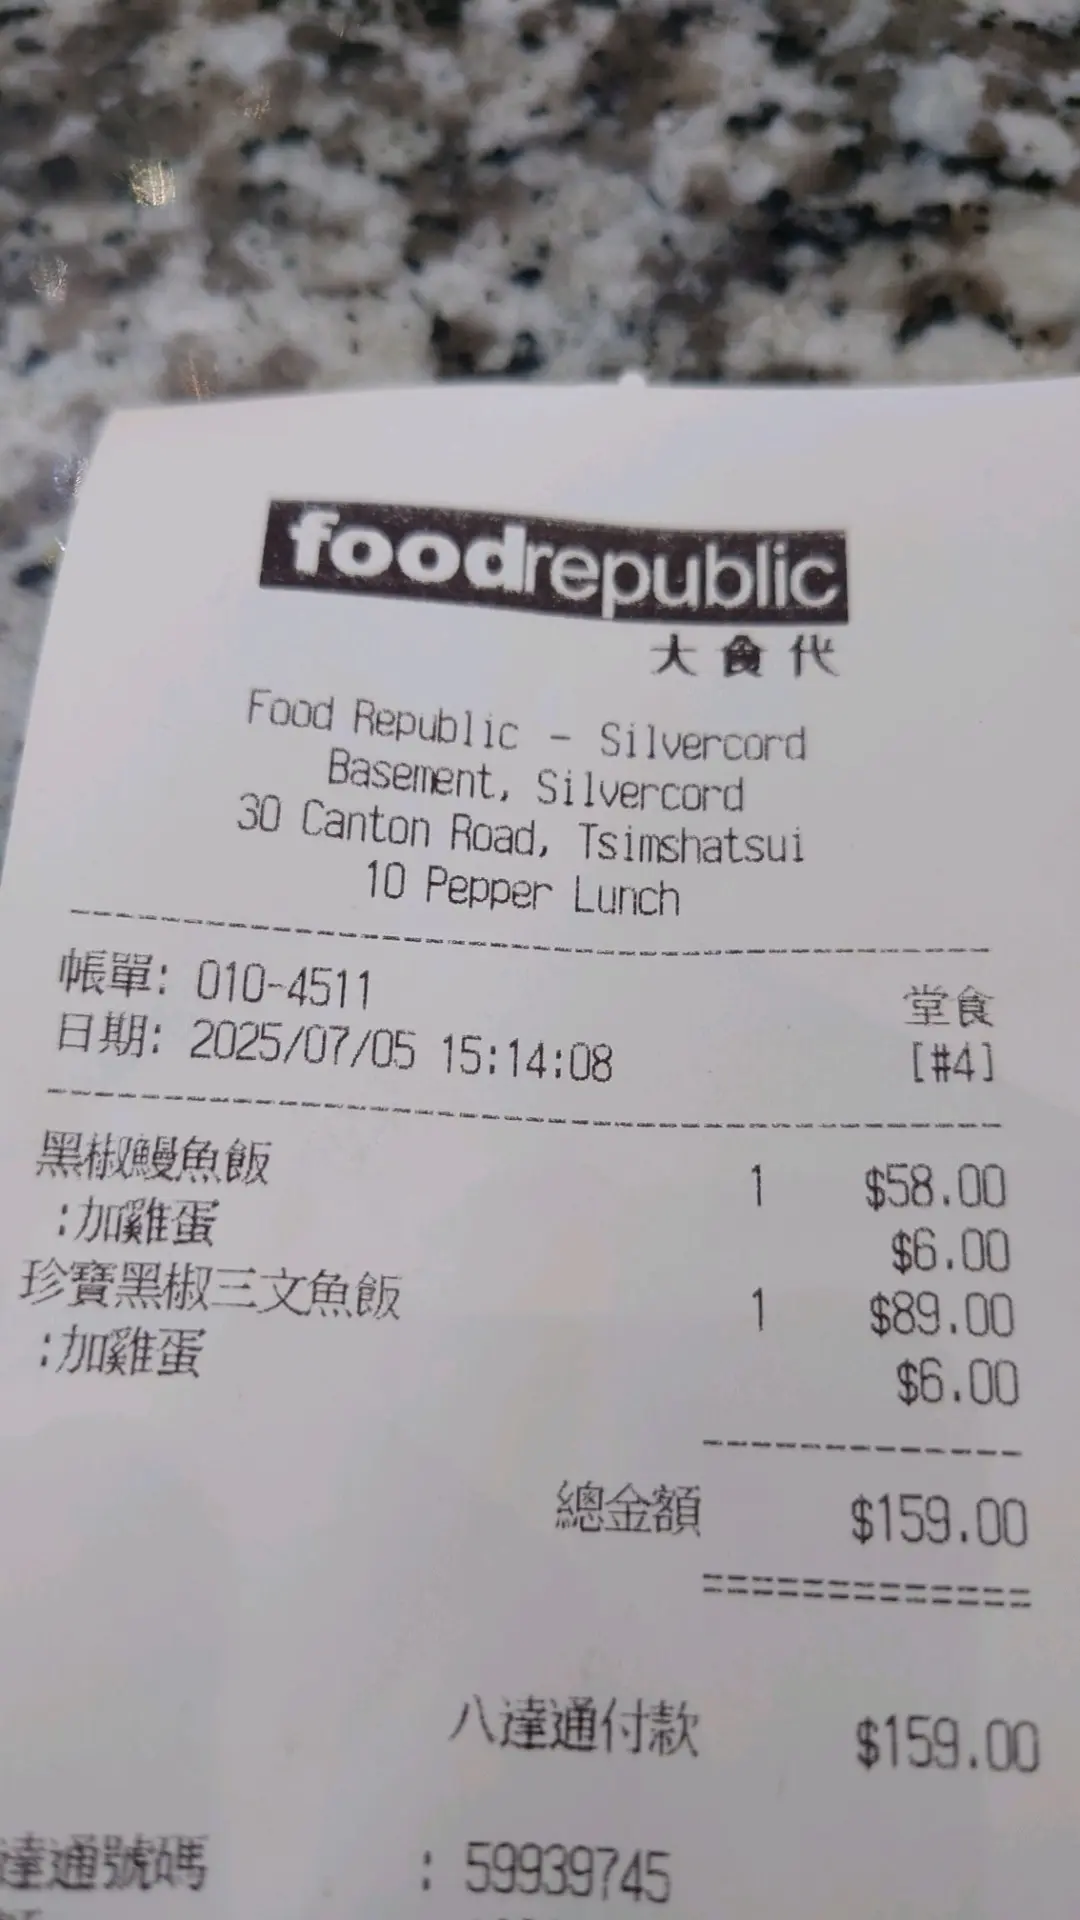 foodrepublic
大食代
Food Republic - Silvercord
Basement, Silvercord
30 Canton Road, Tsimshatsui
10 Pepper Lunch
帳單: 010-4511 堂食
日期: 2025/07/05 15:14:08 [#4]
黑椒鰻魚飯 1 $58.00
:加雞蛋 $6.00
珍寶黑椒三文魚飯 1 $89.00
:加雞蛋 $6.00
總金額 $159.00
八達通付款 $159.00
達通號碼 : 59939745